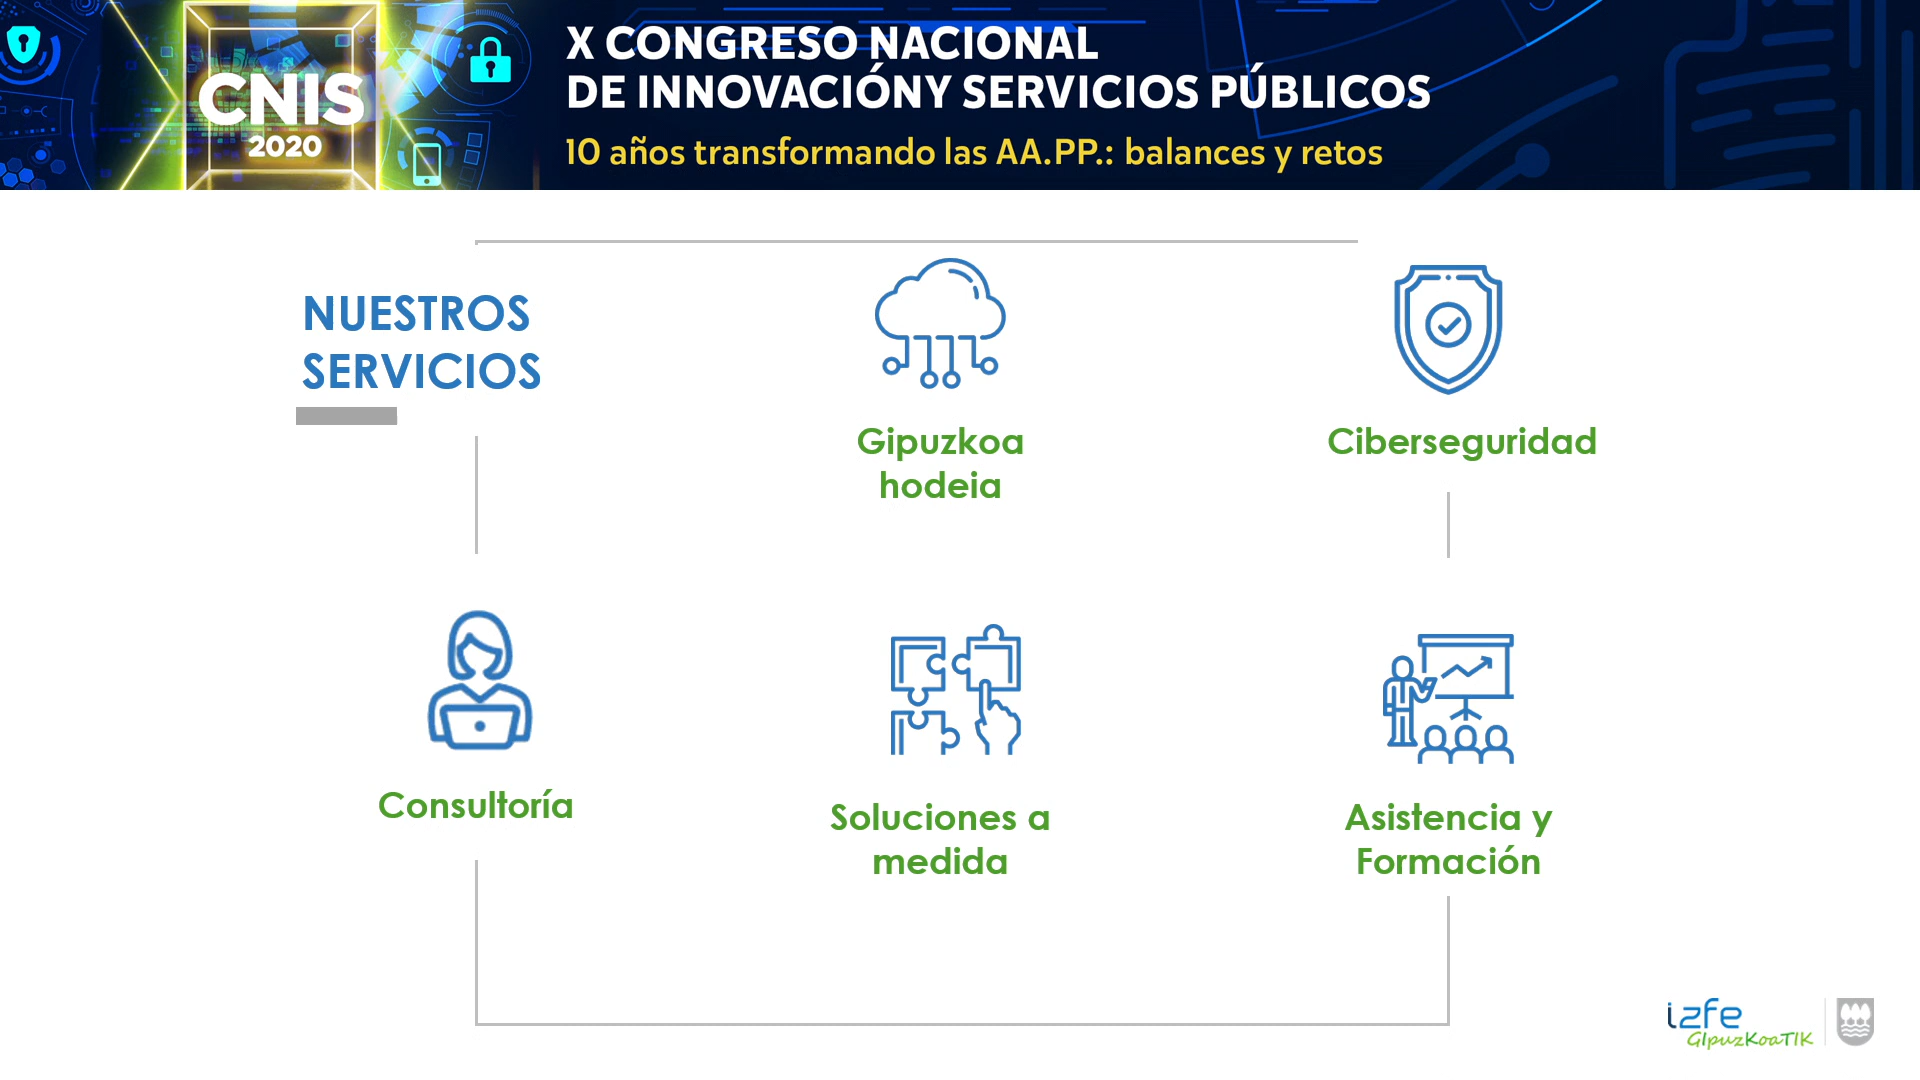 CNIS
2020
X CONGRESO NACIONAL
DE INNOVACIÓNY SERVICIOS PÚBLICOS
10 años transformando las AA.PP.: balances y retos
NUESTROS
SERVICIOS
Gipuzkoa
hodeia
Ciberseguridad
Consultoría
Soluciones a
medida
Asistencia y
Formación
izfe
GIpuzKoaTIK